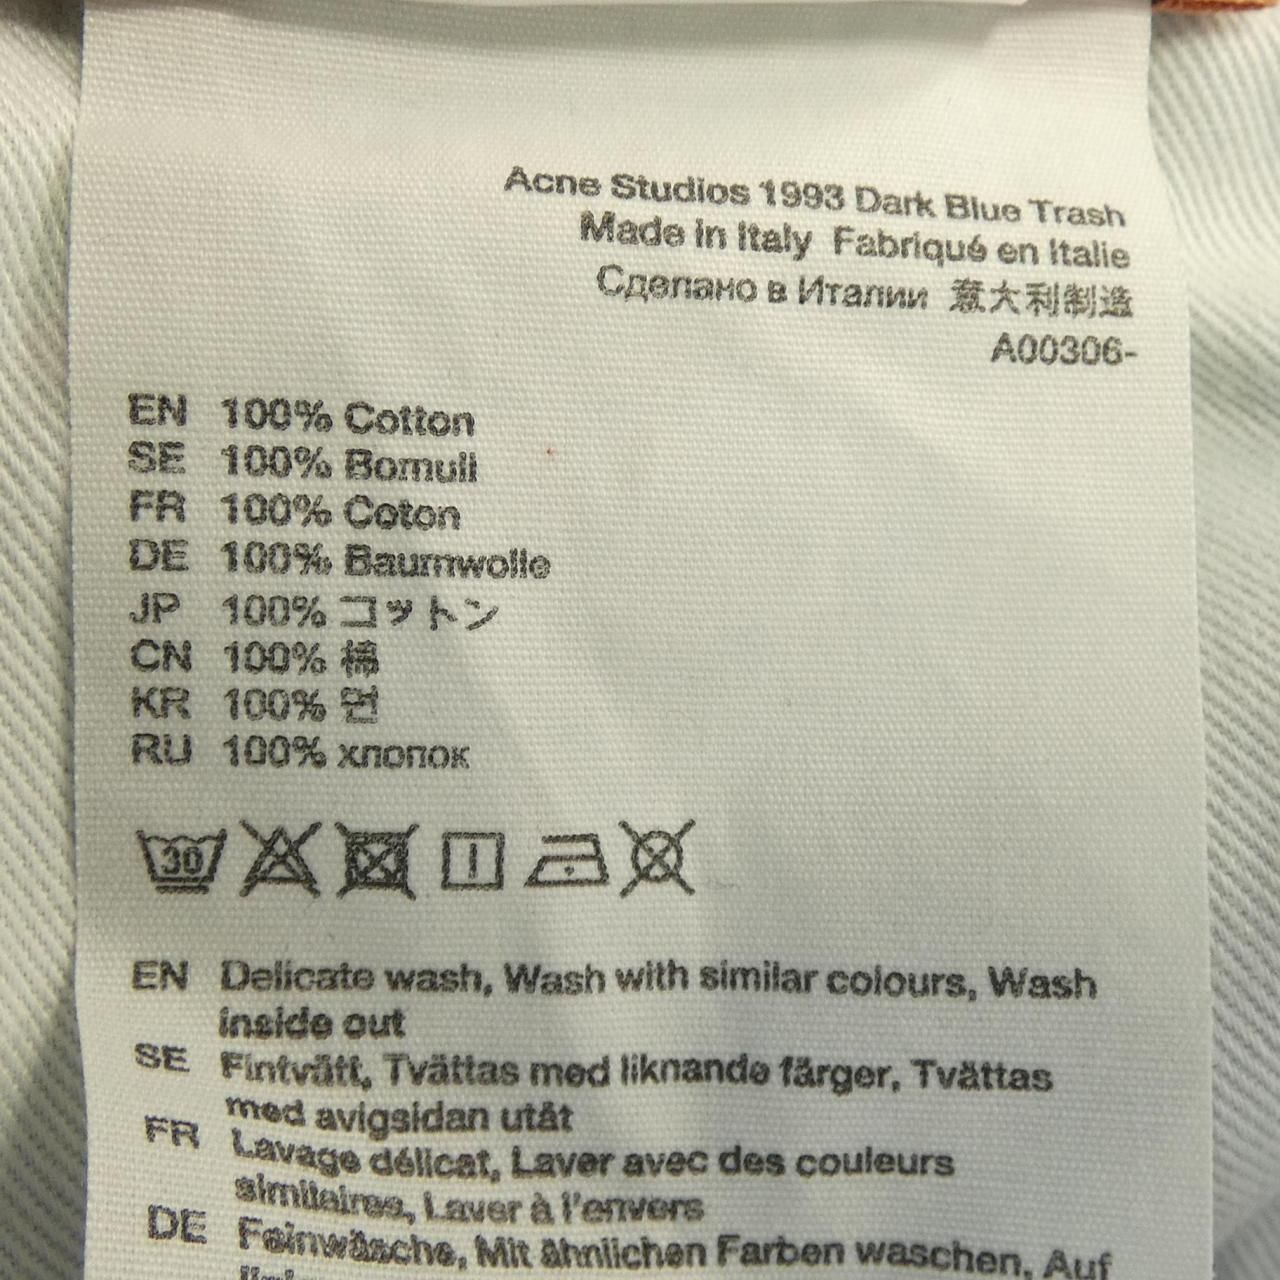 Acne Studios 1993 Dark Blue Trash
Made in Italy Fabriqué en Italie
Сделано в Италии 意大利制造
A00306-
EN 100% Cotton
SE 100% Bomull
FR 100% Coton
DE 100% Baumwolle
JP 100% コットン
CN 100% 棉
KR 100% 면
RU 100% хлопок
30
EN Delicate wash, Wash with similar colours, Wash
inside out
SE Fintvätt, Tvättas med liknande färger, Tvättas
med avigsidan utåt
FR Lavage délicat, Laver avec des couleurs
similaires, Laver à l'envers
DE Feinwäsche, Mit ähnlichen Farben waschen, Auf